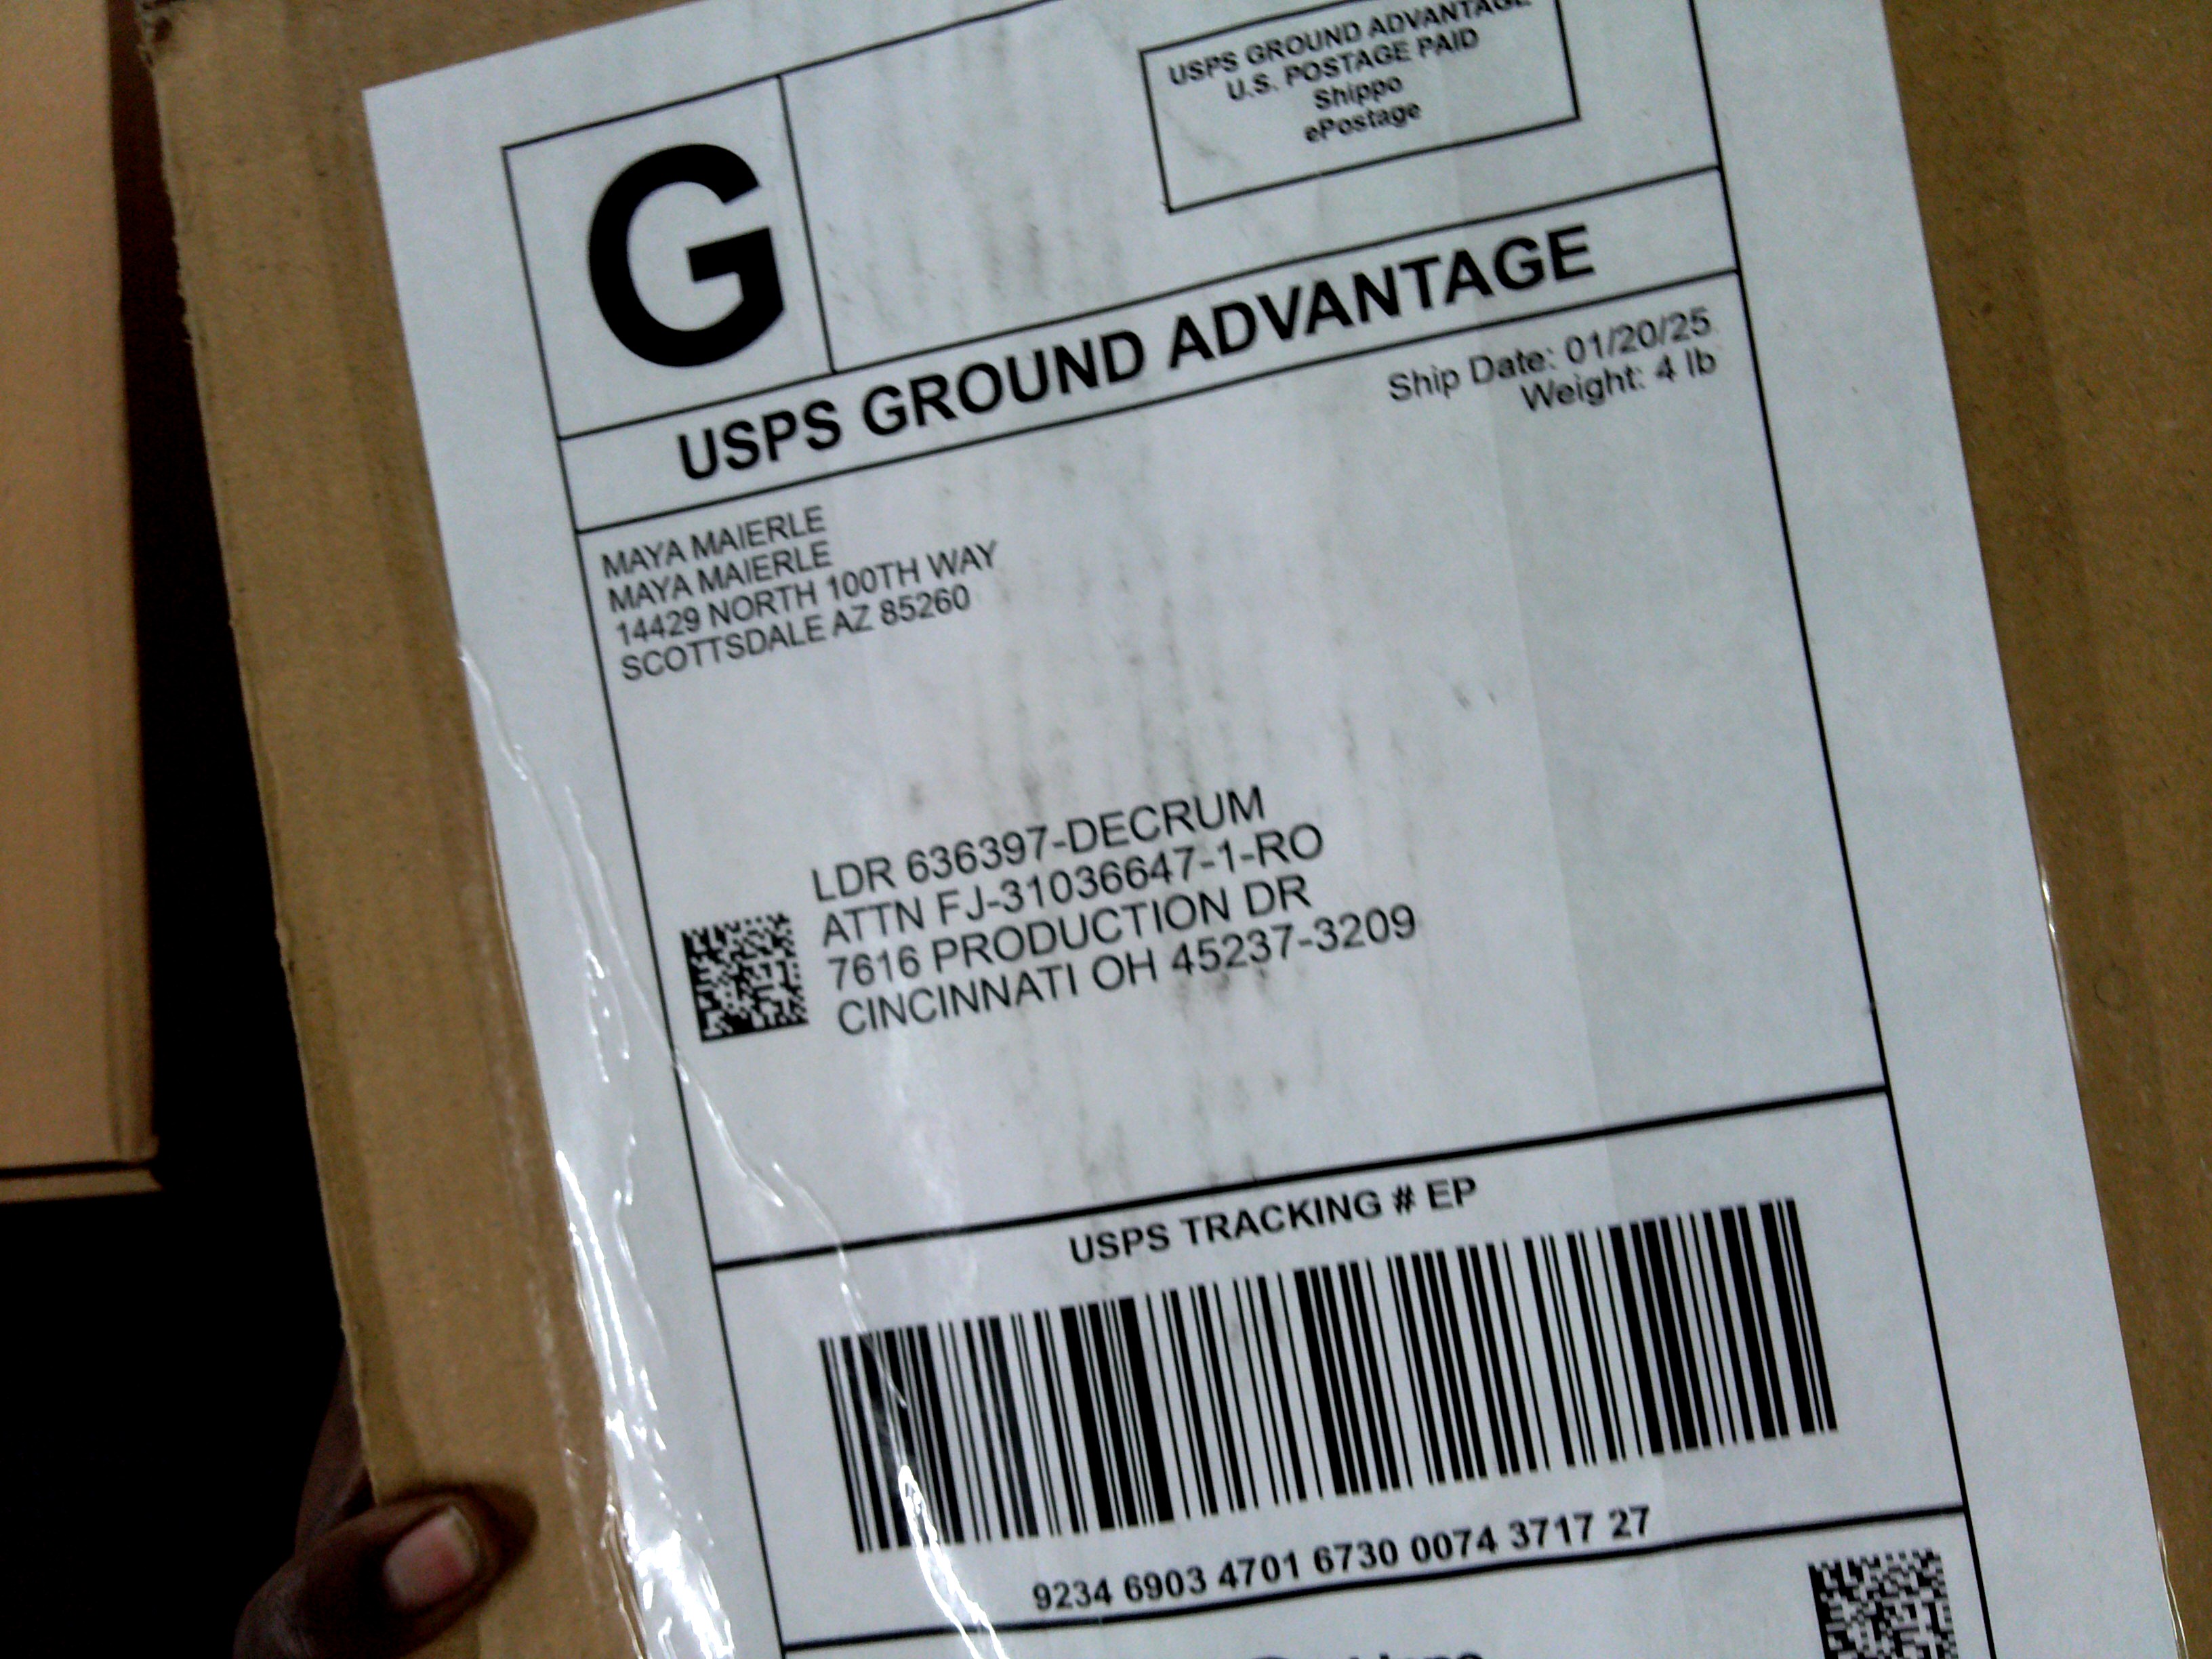 USPS GROUND ADVANTAGE
U.S. POSTAGE PAID
Shippo
ePostage
G
USPS GROUND ADVANTAGE
Ship Date: 01/20/25
Weight: 4 lb
MAYA MAIERLE
MAYA MAIERLE
14429 NORTH 100TH WAY
SCOTTSDALE AZ 85260
LDR 636397-DECRUM
ATTN FJ-31036647-1-RO
7616 PRODUCTION DR
CINCINNATI OH 45237-3209
USPS TRACKING # EP
9234 6903 4701 6730 0074 3717 27